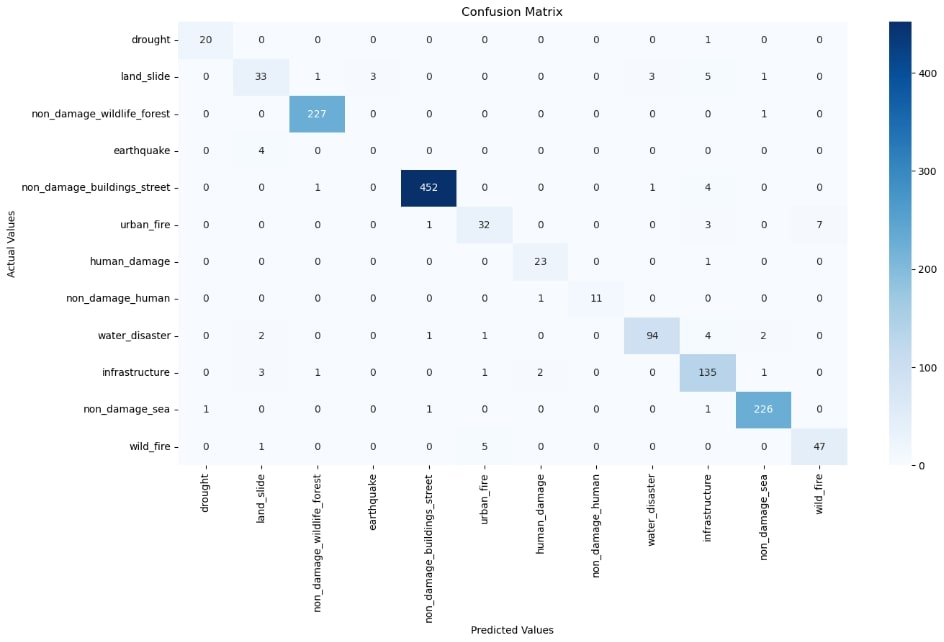 Confusion Matrix
drought 20 0 0 0 0 0 0 0 0 1 0 0
land_slide 0 33 1 3 0 0 0 0 3 5 1 0
non_damage_wildlife_forest 0 0 227 0 0 0 0 0 0 0 1 0
earthquake 0 4 0 0 0 0 0 0 0 0 0 0
non_damage_buildings_street 0 0 1 0 452 0 0 0 1 4 0 0
urban_fire 0 0 0 0 1 32 0 0 0 3 0 7
human_damage 0 0 0 0 0 0 23 0 0 1 0 0
non_damage_human 0 0 0 0 0 0 1 11 0 0 0 0
water_disaster 0 2 0 0 1 1 0 0 94 4 2 0
infrastructure 0 3 1 0 0 1 2 0 0 135 1 0
non_damage_sea 1 0 0 0 1 0 0 0 0 1 226 0
wild_fire 0 1 0 0 0 5 0 0 0 0 0 47
Actual Values
drought
land_slide
non_damage_wildlife_forest
earthquake
non_damage_buildings_street
urban_fire
human_damage
non_damage_human
water_disaster
infrastructure
non_damage_sea
wild_fire
Predicted Values
400
300
200
100
0